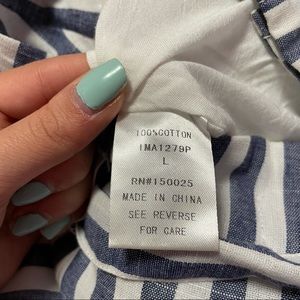 100%COTTON
IMA1279P
L
RN#150025
MADE IN CHINA
SEE REVERSE
FOR CARE